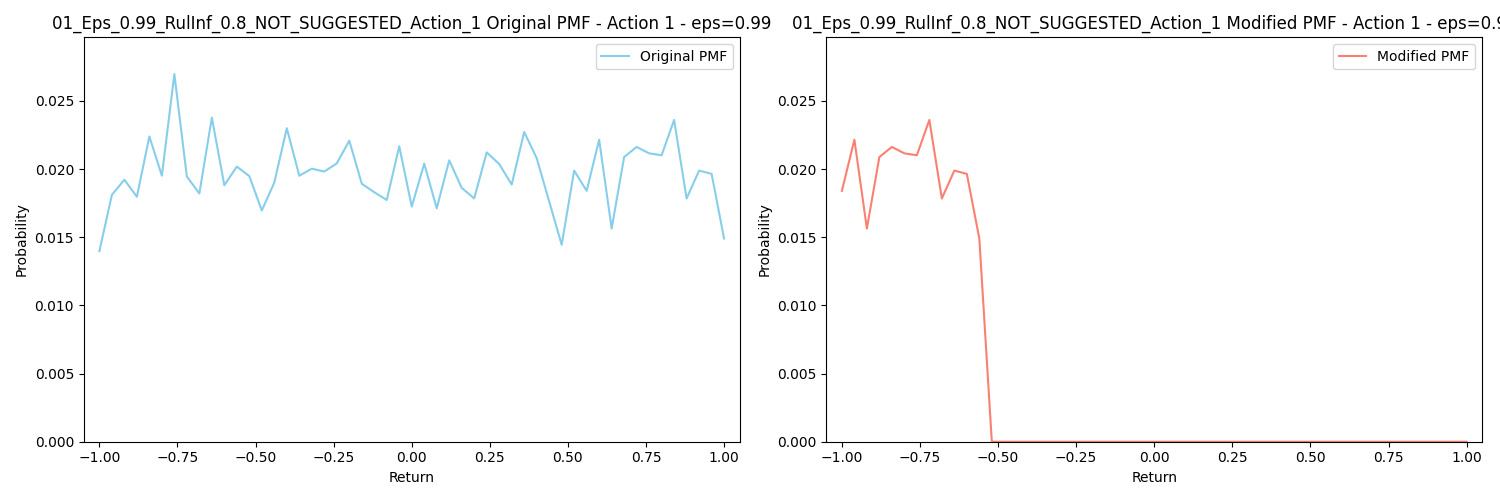 01_Eps_0.99_RulInf_0.8_NOT_SUGGESTED_Action_1 Original PMF - Action 1 - eps=0.99
Original PMF
0.025
0.020
0.015
0.010
0.005
0.000
Probability
−1.00 −0.75 −0.50 −0.25 0.00 0.25 0.50 0.75 1.00
Return
01_Eps_0.99_RulInf_0.8_NOT_SUGGESTED_Action_1 Modified PMF - Action 1 - eps=0.9
Modified PMF
0.025
0.020
0.015
0.010
0.005
0.000
Probability
−1.00 −0.75 −0.50 −0.25 0.00 0.25 0.50 0.75 1.00
Return